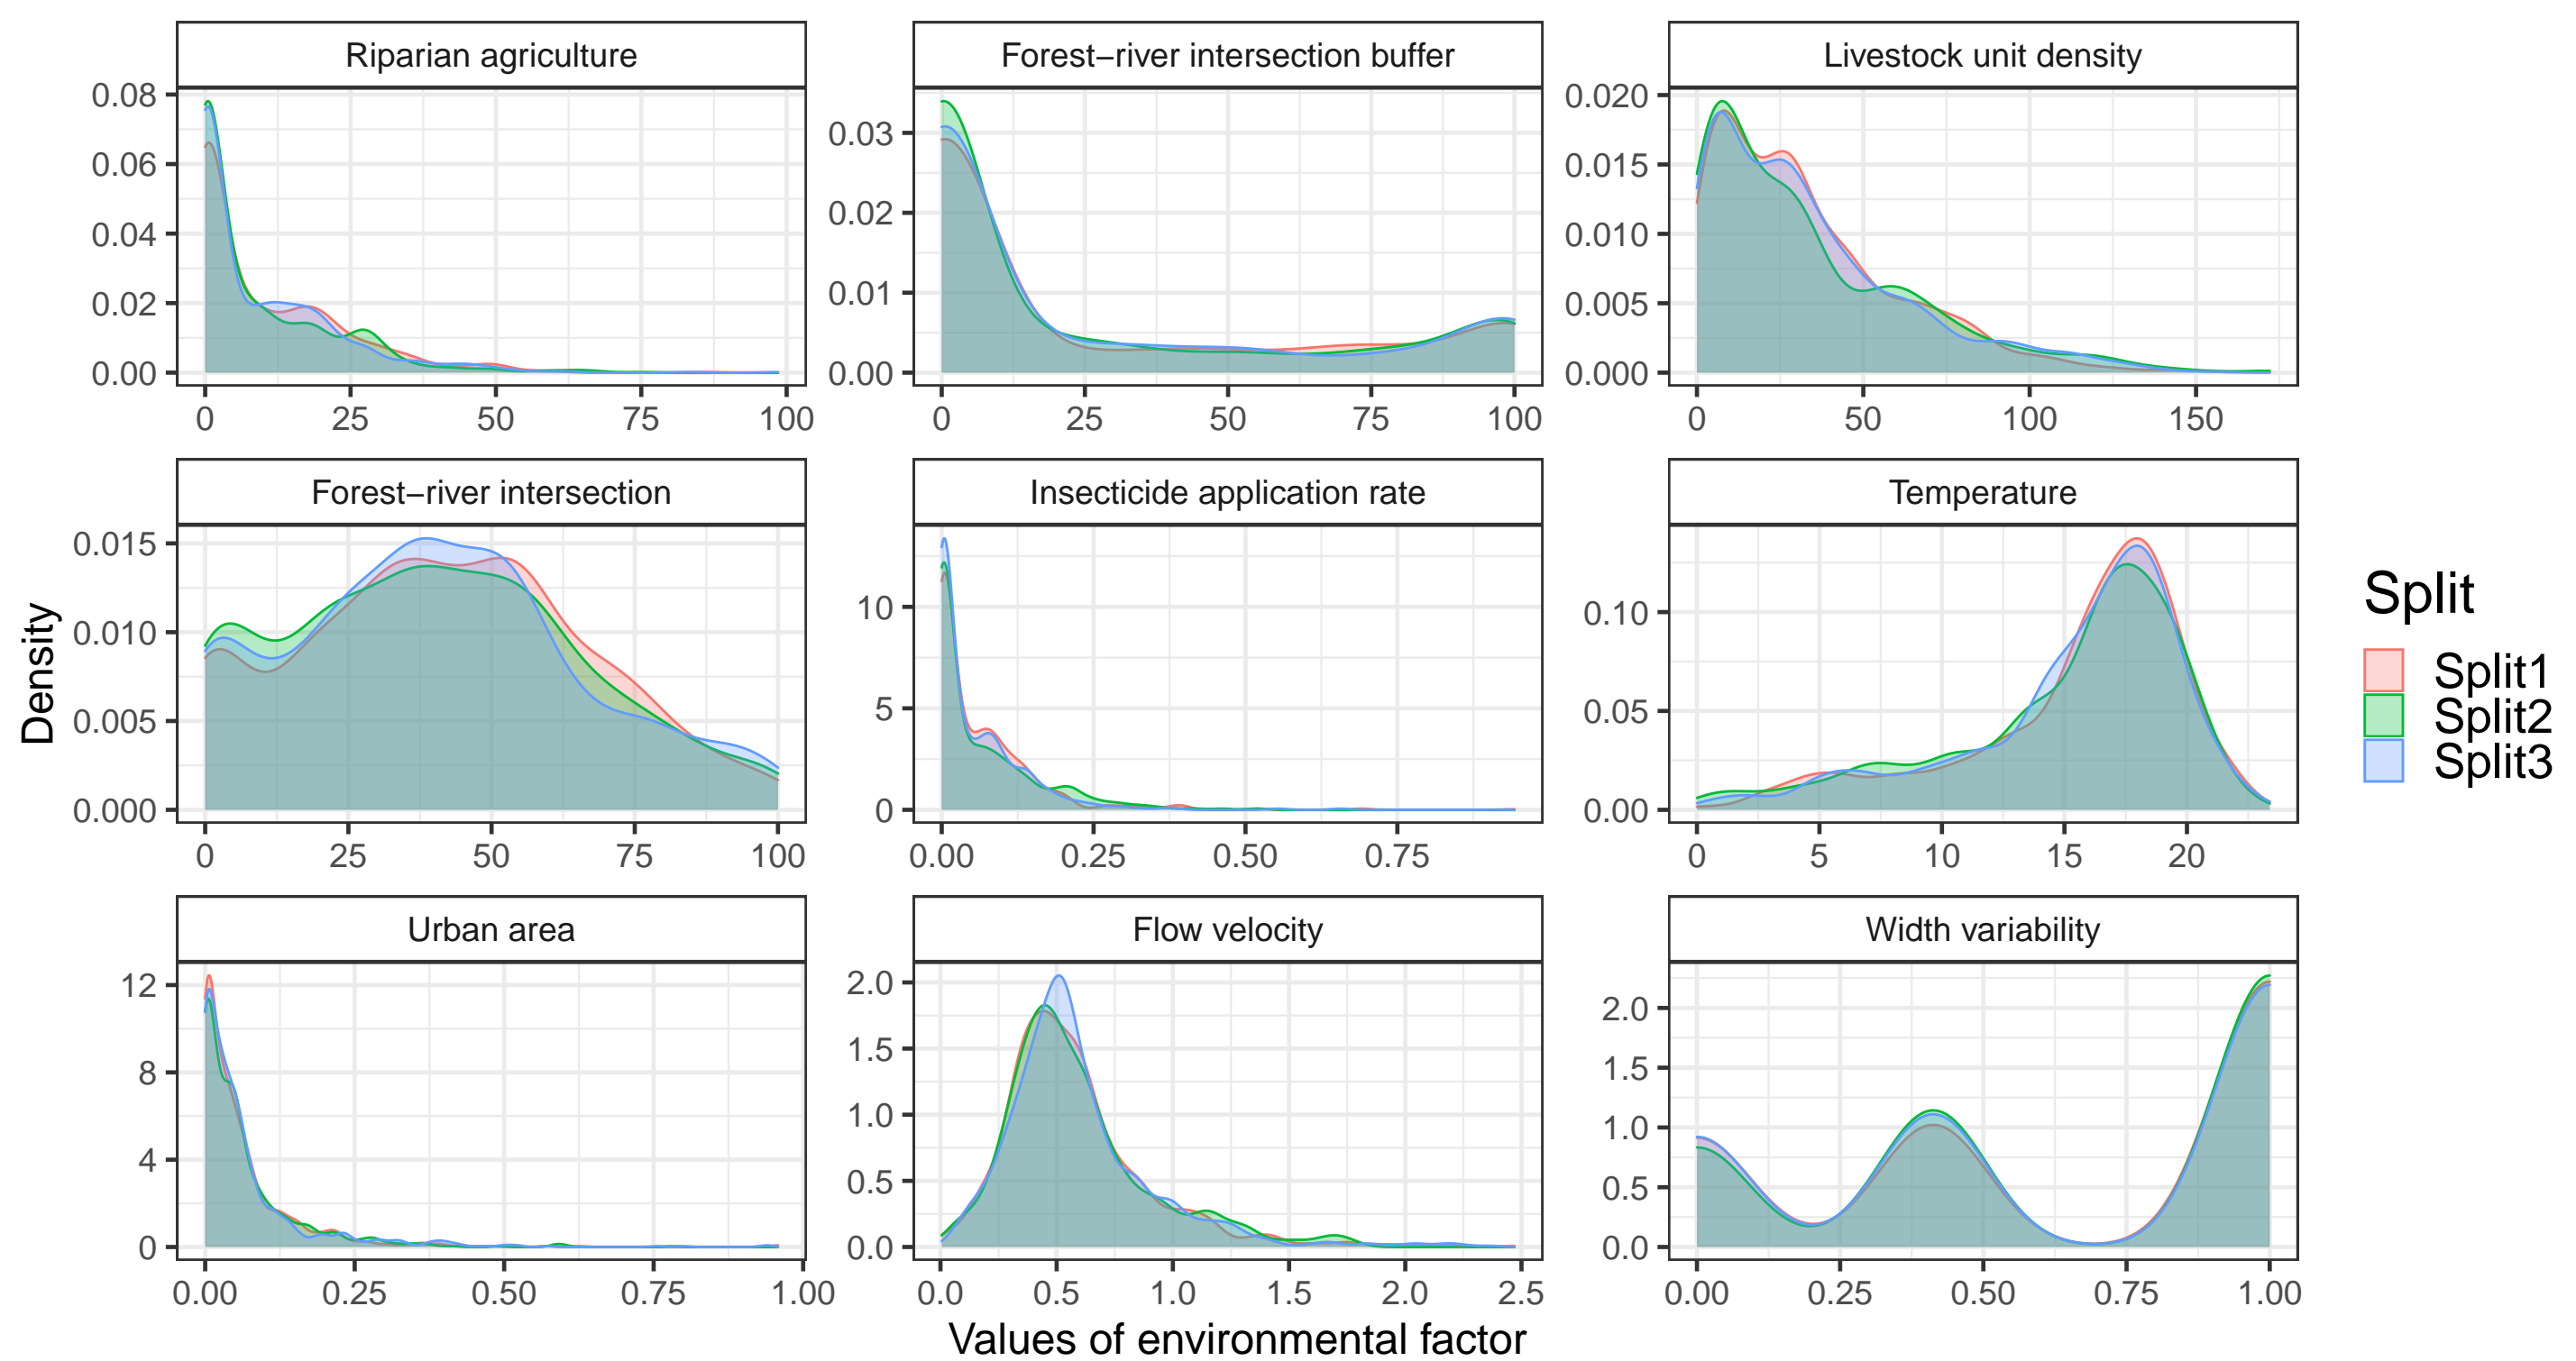 Riparian agriculture
Forest−river intersection buffer
Livestock unit density
0.08
0.06
0.04
0.02
0.00
0 25 50 75 100
0.03
0.02
0.01
0.00
0 25 50 75 100
0.020
0.015
0.010
0.005
0.000
0 50 100 150
Forest−river intersection
Insecticide application rate
Temperature
0.015
0.010
0.005
0.000
0 25 50 75 100
10
5
0
0.00 0.25 0.50 0.75
0.10
0.05
0.00
0 5 10 15 20
Urban area
Flow velocity
Width variability
12
8
4
0
0.00 0.25 0.50 0.75 1.00
2.0
1.5
1.0
0.5
0.0
0.0 0.5 1.0 1.5 2.0 2.5
2.0
1.5
1.0
0.5
0.0
0.00 0.25 0.50 0.75 1.00
Density
Values of environmental factor
Split
Split1
Split2
Split3